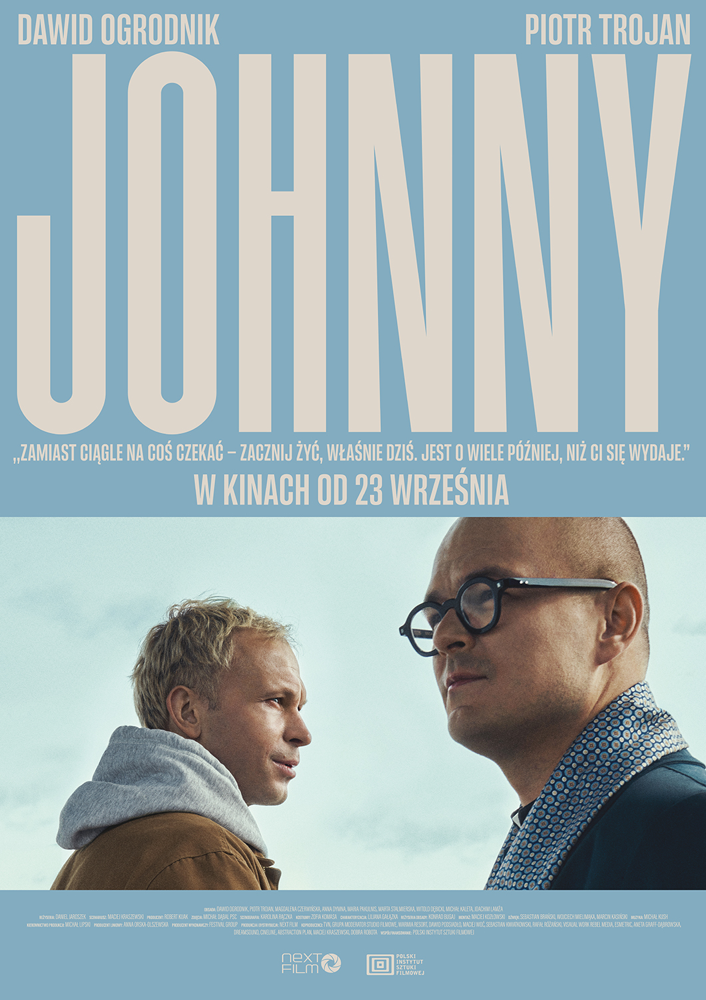 DAWID OGRODNIK PIOTR TROJAN
JOHNNY
„ZAMIAST CIĄGLE NA COŚ CZEKAĆ – ZACZNIJ ŻYĆ, WŁAŚNIE DZIŚ. JEST O WIELE PÓŹNIEJ, NIŻ CI SIĘ WYDAJE.”
W KINACH OD 23 WRZEŚNIA
OBSADA: DAWID OGRODNIK, PIOTR TROJAN, MAGDALENA CZERWIŃSKA, ANNA DYMNA, MARIA PAKULNIS, MARTA STALMIERSKA, WITOLD DĘBICKI, MICHAŁ KALETA, JOACHIM LAMŻA
REŻYSERIA: DANIEL JAROSZEK SCENARIUSZ: MACIEJ KRASZEWSKI PRODUCENT: ROBERT KIJAK ZDJĘCIA: MICHAŁ DĄBAL PSC SCENOGRAFIA: KAROLINA RĄCZKA KOSTIUMY: ZOFIA KOMASA CHARAKTERYZACJA: LILIANA GAŁĄZKA REŻYSERIA OBSADY: KONRAD BUGAJ MONTAŻ: MACIEJ KOZŁOWSKI DŹWIĘK: SEBASTIAN BRAŃSKI, WOJCIECH MIELIMĄKA, MARCIN KASIŃSKI MUZYKA: MICHAŁ KUSH
KIEROWNICTWO PRODUKCJI: MICHAŁ LIPSKI PRODUCENT LINIOWY: ANNA OBSKA-OLSZEWSKA PRODUCENT WYKONAWCZY: FESTIVAL GROUP PRODUKCJA I DYSTRYBUCJA: NEXT FILM KOPRODUCENCI: TVN, GRUPA MODERATOR STUDIO FILMOWE, WARMIA RESORT, DAWID PODSIADŁO, MACIEJ WOĆ, SEBASTIAN KWIATKOWSKI, RAFAŁ RÓŻAŃSKI, VISUAL WORK REBEL MEDIA, ESMETRIC, ANETA GRAFF-DĄBROWSKA,
DREAMSOUND, CINELINE, ABSTRACTION PLAN, MACIEJ KRASZEWSKI, DOBRA ROBOTA WSPÓŁFINANSOWANIE: POLSKI INSTYTUT SZTUKI FILMOWEJ
NEXT
FILM
POLSKI
INSTYTUT
SZTUKI
FILMOWEJ